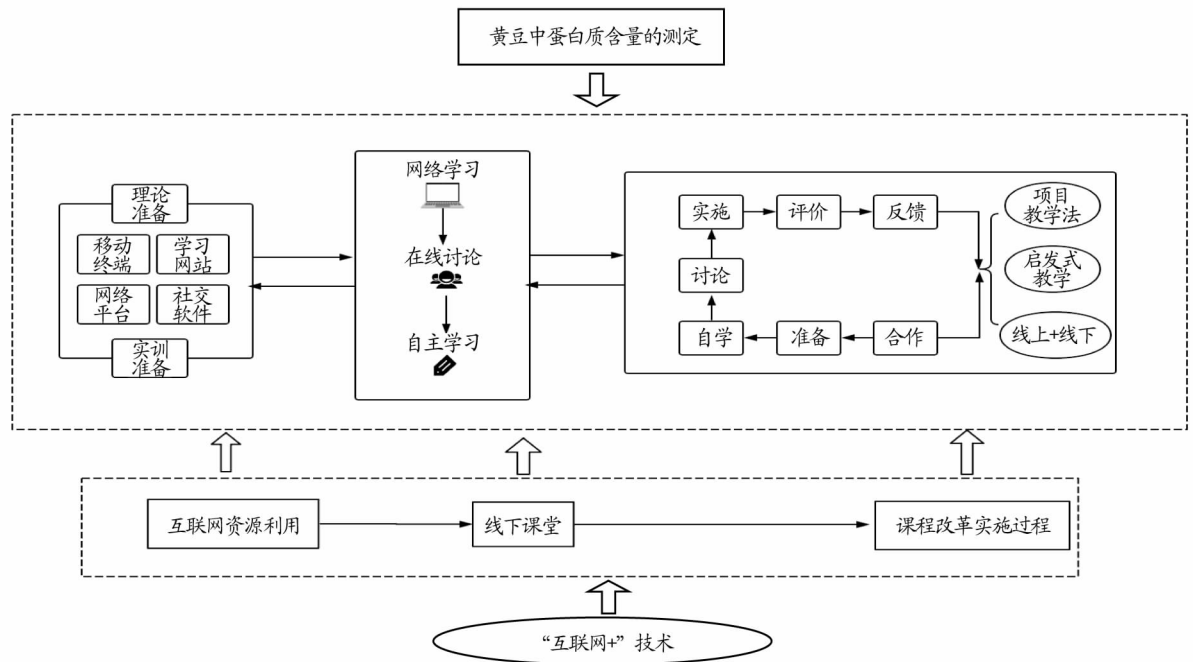 黄豆中蛋白质含量的测定
理论
准备
移动
终端
学习
网站
网络
平台
社交
软件
实训
准备
网络学习
在线讨论
自主学习
实施
评价
反馈
讨论
自学
准备
合作
项目
教学法
启发式
教学
线上+线下
互联网资源利用
线下课堂
课程改革实施过程
“互联网+”技术